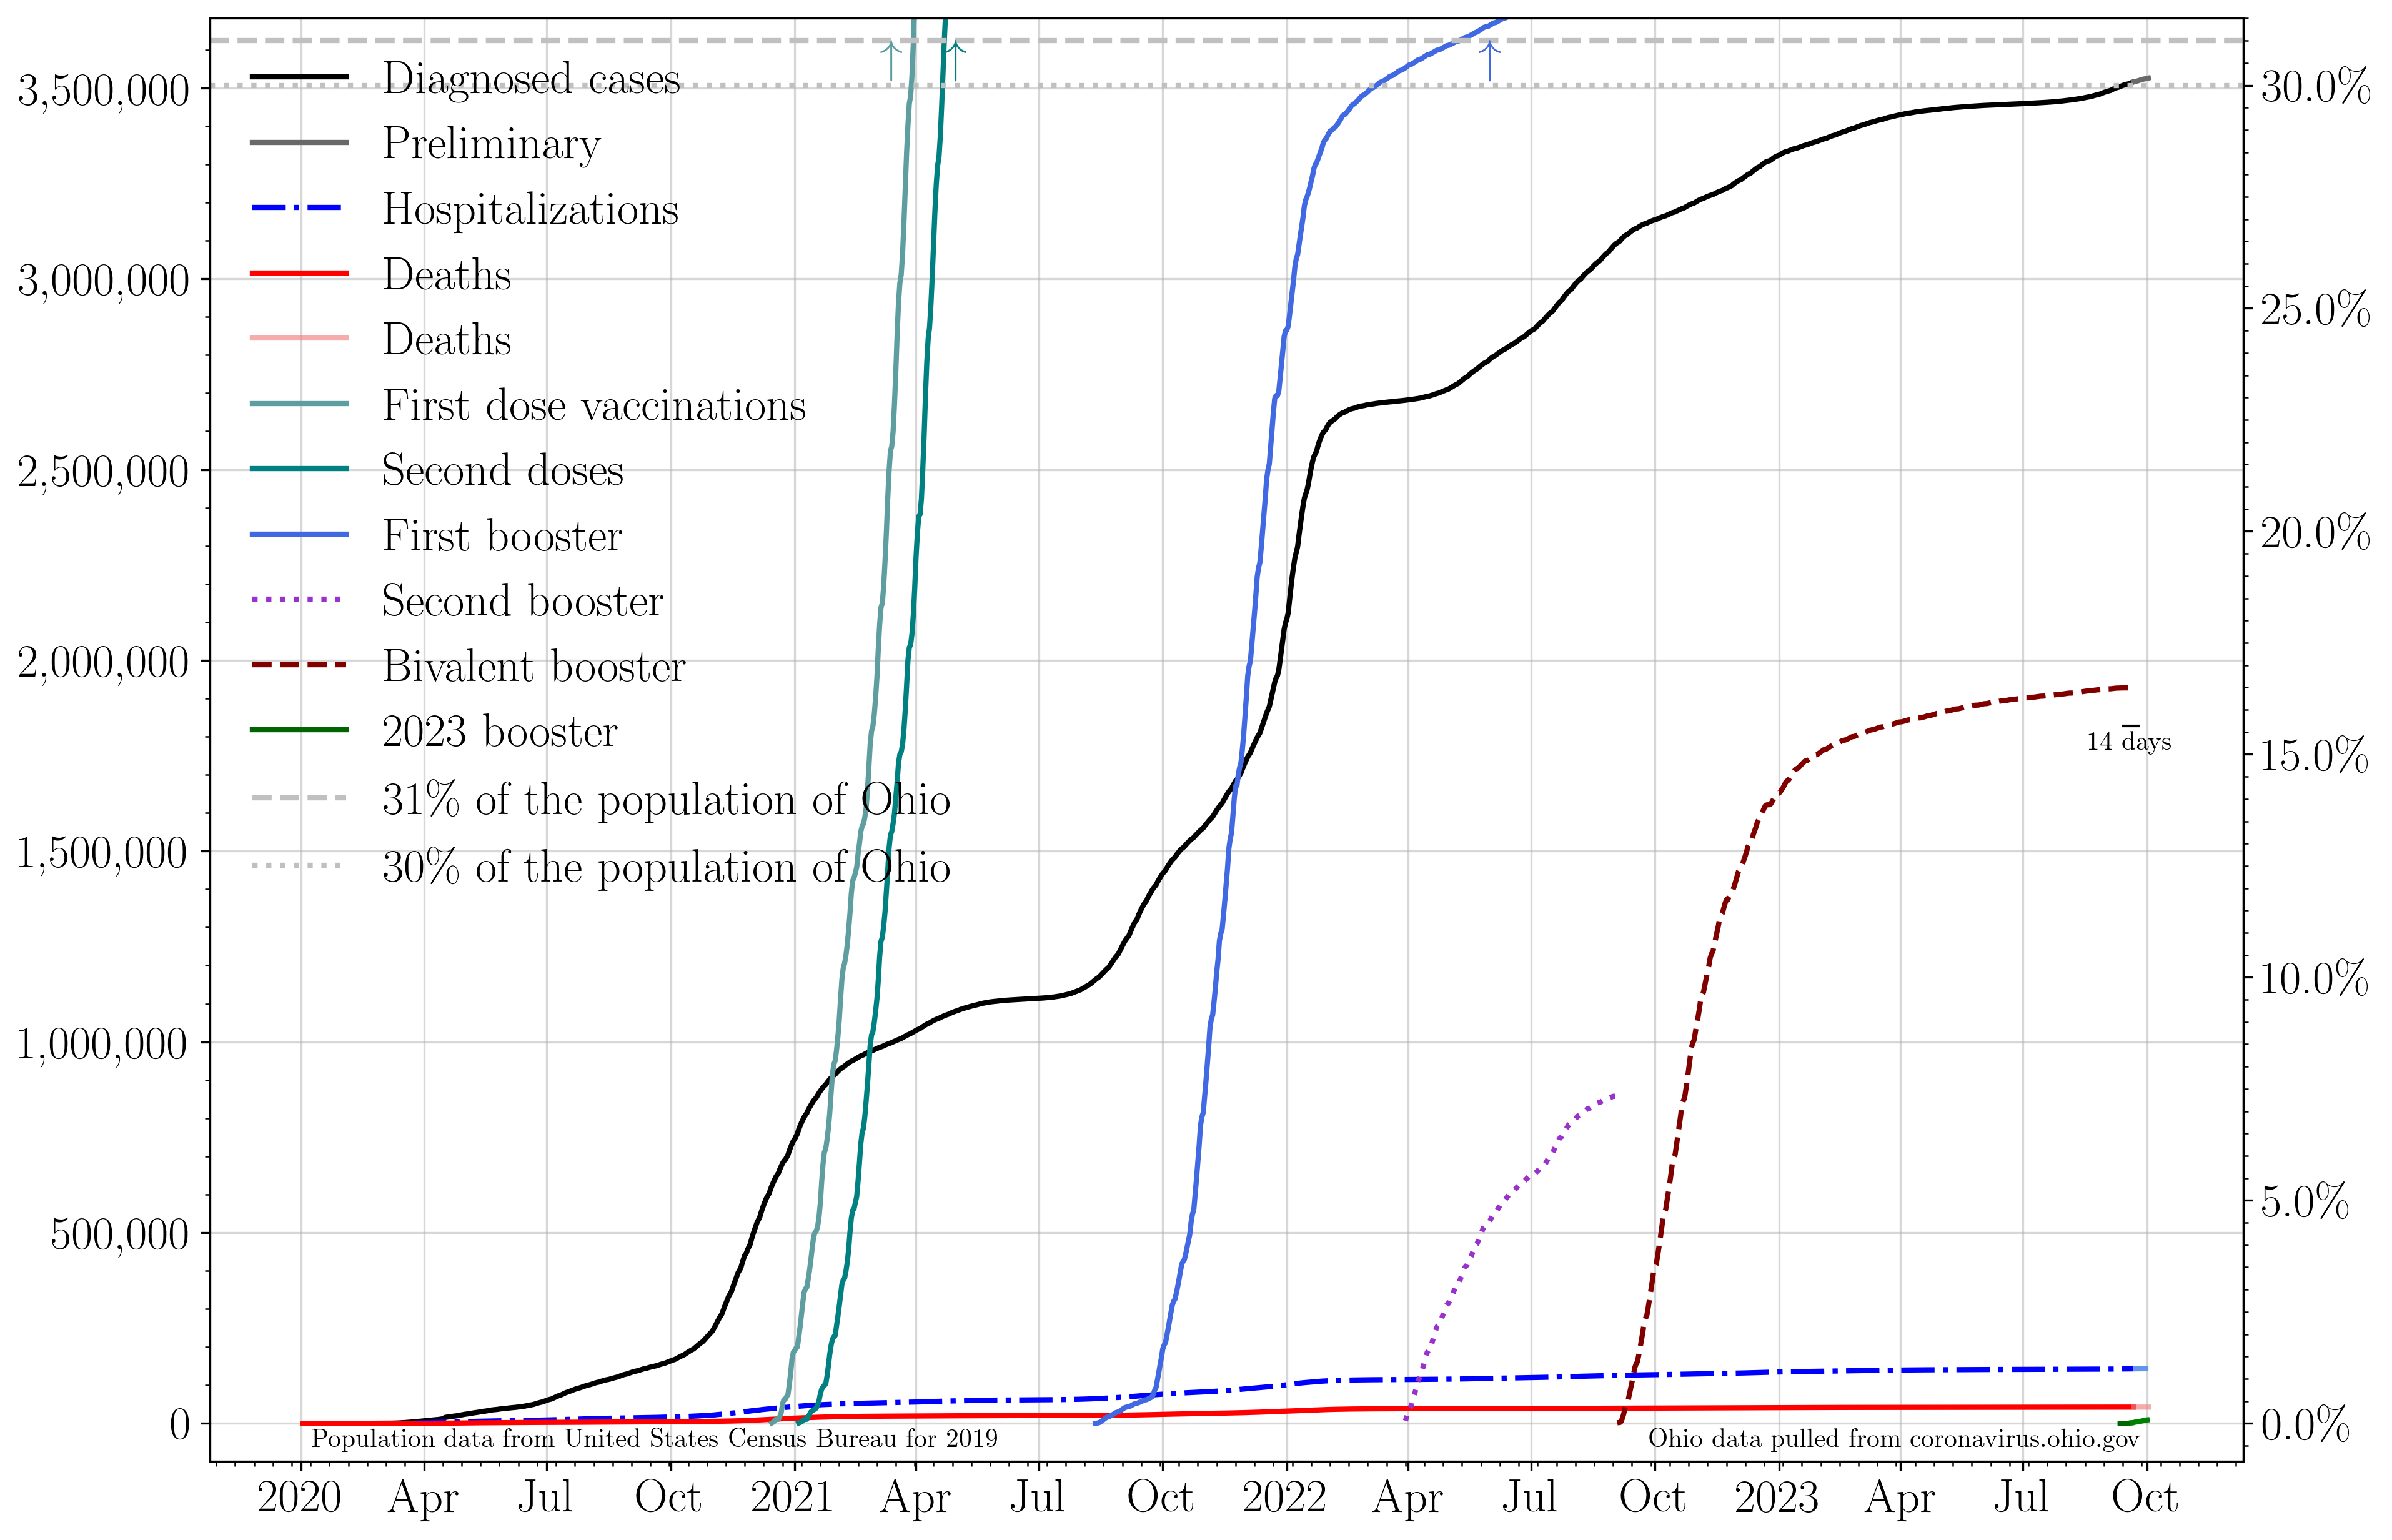 Diagnosed cases
Preliminary
Hospitalizations
Deaths
Deaths
First dose vaccinations
Second doses
First booster
Second booster
Bivalent booster
2023 booster
31% of the population of Ohio
30% of the population of Ohio
3,500,000
3,000,000
2,500,000
2,000,000
1,500,000
1,000,000
500,000
0
30.0%
25.0%
20.0%
15.0%
10.0%
5.0%
0.0%
14 days
Population data from United States Census Bureau for 2019
Ohio data pulled from coronavirus.ohio.gov
2020 Apr Jul Oct 2021 Apr Jul Oct 2022 Apr Jul Oct 2023 Apr Jul Oct